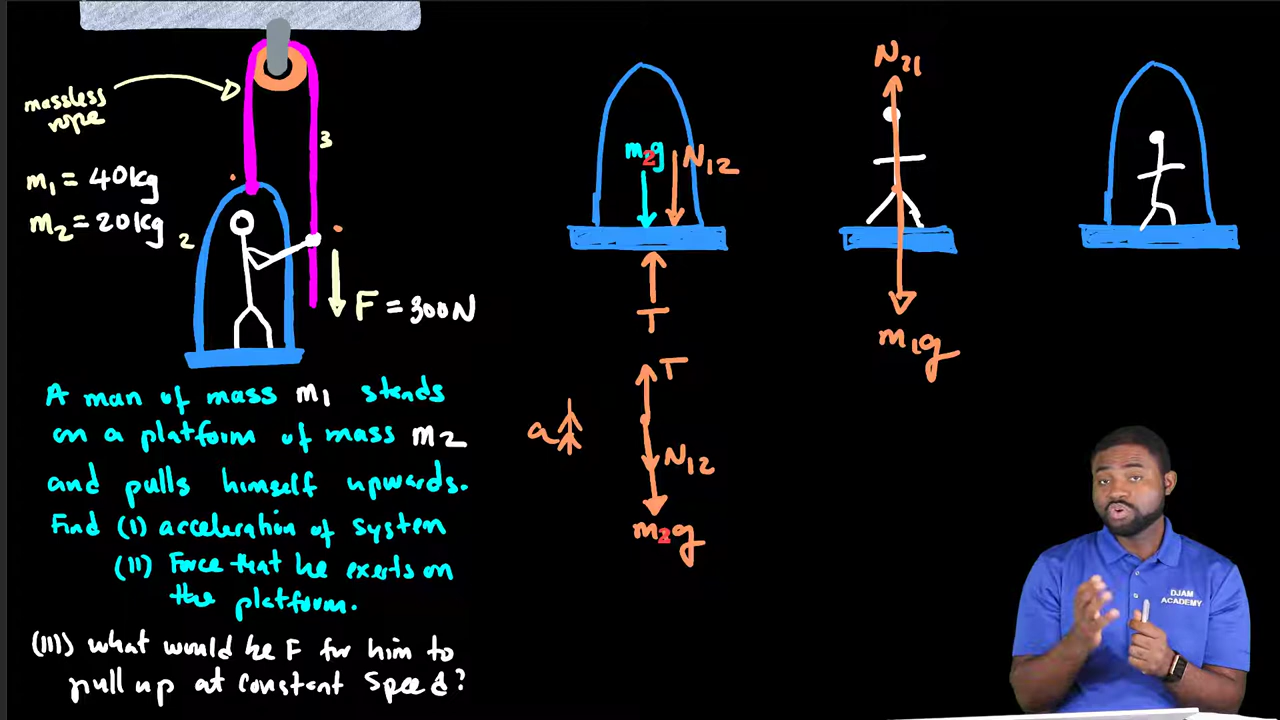 massless
rope
m1 = 40kg
m2 = 20kg
2
3
F = 300N
A man of mass m1 stands
on a platform of mass m2
and pulls himself upwards.
Find (i) acceleration of system
(ii) Force that he exerts on
the platform.
(iii) what would be F for him to
pull up at constant speed?
m2g
N12
T
T
a
N12
m2g
N21
m1g
DJAM
ACADEMY